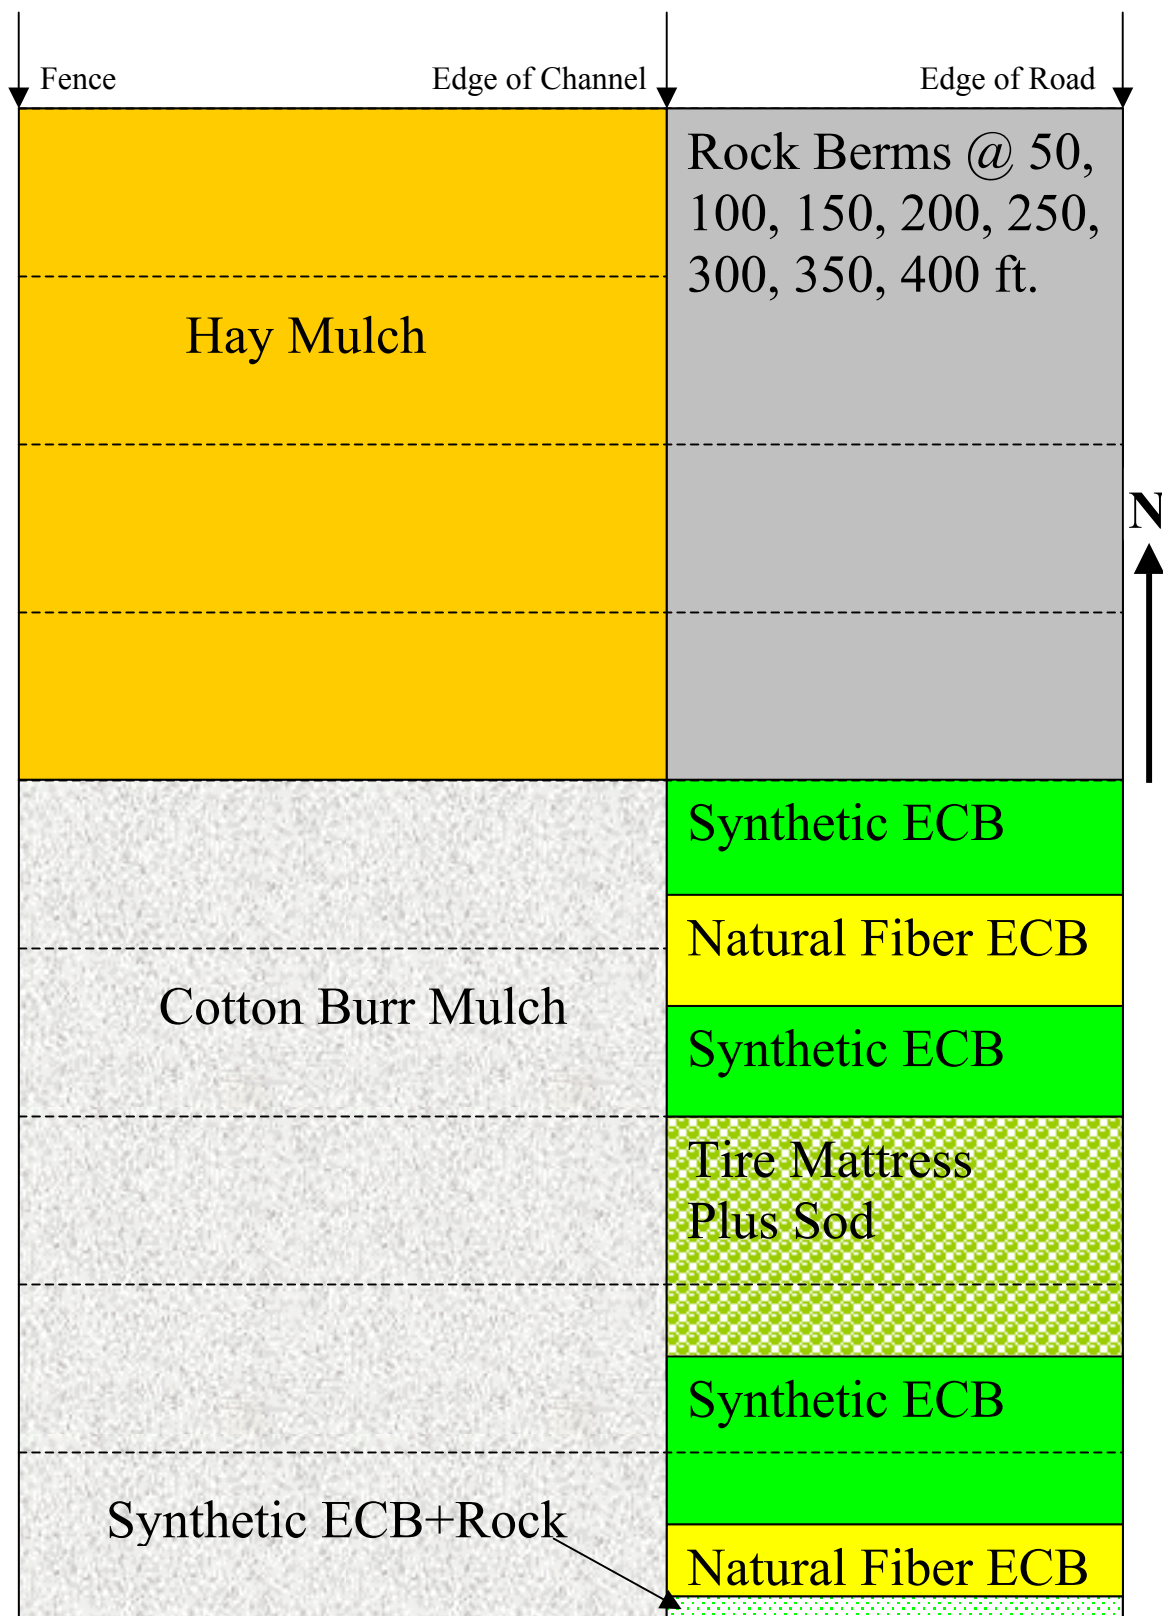 Fence
Edge of Channel
Edge of Road
Rock Berms @ 50,
100, 150, 200, 250,
300, 350, 400 ft.
Hay Mulch
N
Synthetic ECB
Natural Fiber ECB
Cotton Burr Mulch
Synthetic ECB
Tire Mattress
Plus Sod
Synthetic ECB
Synthetic ECB+Rock
Natural Fiber ECB